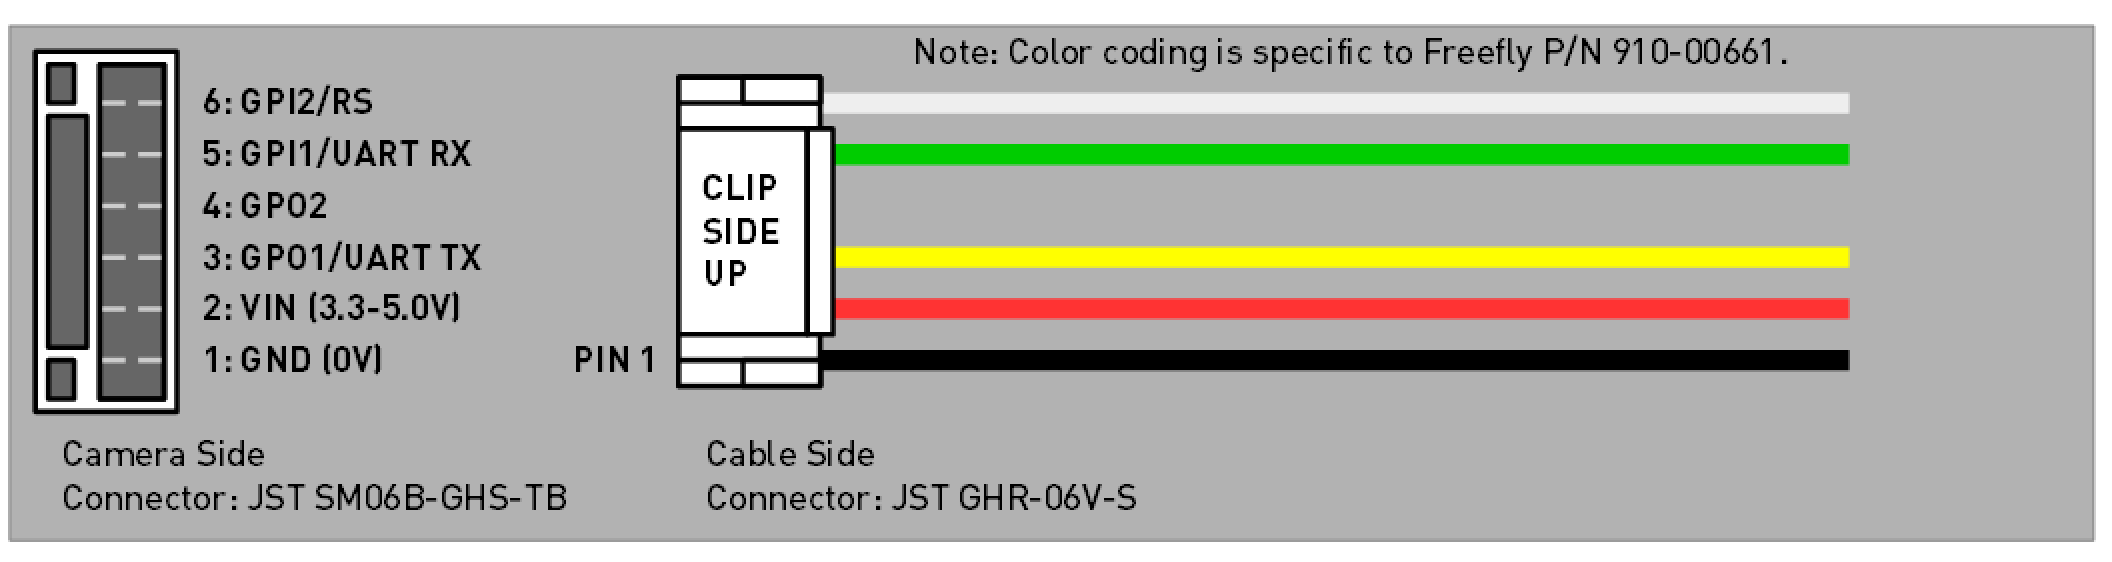 Note: Color coding is specific to Freefly P/N 910-00661.
6: GPI2/RS
5: GPI1/UART RX
4: GPO2
3: GPO1/UART TX
2: VIN (3.3-5.0V)
1: GND (0V)
PIN 1
CLIP
SIDE
UP
Camera Side
Connector: JST SM06B-GHS-TB
Cable Side
Connector: JST GHR-06V-S